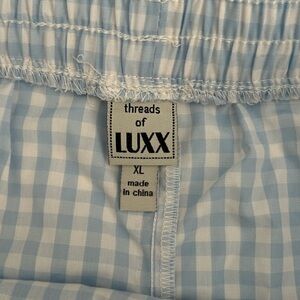 threads
of
LUXX
XL
made
in china